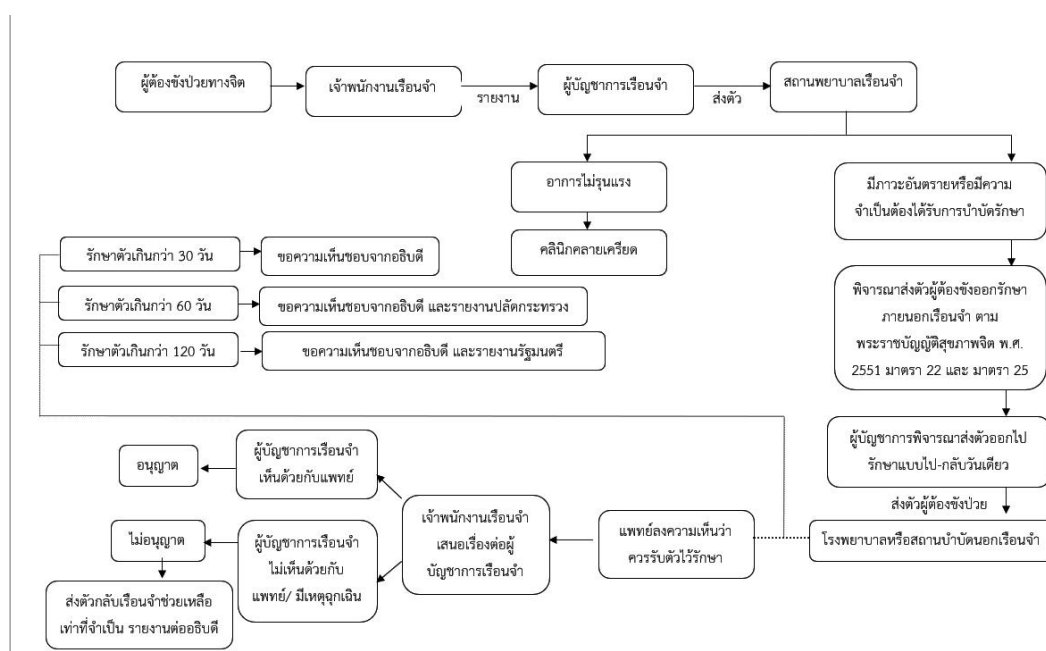 ผู้ต้องขังป่วยทางจิต
เจ้าพนักงานเรือนจำ
รายงาน
ผู้บัญชาการเรือนจำ
ส่งตัว
สถานพยาบาลเรือนจำ
อาการไม่รุนแรง
คลินิกคลายเครียด
มีภาวะอันตรายหรือมีความ
จำเป็นต้องได้รับการบำบัดรักษา
พิจารณาส่งตัวผู้ต้องขังออกรักษา
ภายนอกเรือนจำ ตาม
พระราชบัญญัติสุขภาพจิต พ.ศ.
2551 มาตรา 22 และ มาตรา 25
ผู้บัญชาการพิจารณาส่งตัวออกไป
รักษาแบบไป-กลับวันเดียว
ส่งตัวผู้ต้องขังป่วย
โรงพยาบาลหรือสถานบำบัดนอกเรือนจำ
รักษาตัวเกินกว่า 30 วัน
ขอความเห็นชอบจากอธิบดี
รักษาตัวเกินกว่า 60 วัน
ขอความเห็นชอบจากอธิบดี และรายงานปลัดกระทรวง
รักษาตัวเกินกว่า 120 วัน
ขอความเห็นชอบจากอธิบดี และรายงานรัฐมนตรี
แพทย์ลงความเห็นว่า
ควรรับตัวไว้รักษา
เจ้าพนักงานเรือนจำ
เสนอเรื่องต่อผู้
บัญชาการเรือนจำ
ผู้บัญชาการเรือนจำ
เห็นด้วยกับแพทย์
อนุญาต
ผู้บัญชาการเรือนจำ
ไม่เห็นด้วยกับ
แพทย์/ มีเหตุฉุกเฉิน
ไม่อนุญาต
ส่งตัวกลับเรือนจำช่วยเหลือ
เท่าที่จำเป็น รายงานต่ออธิบดี